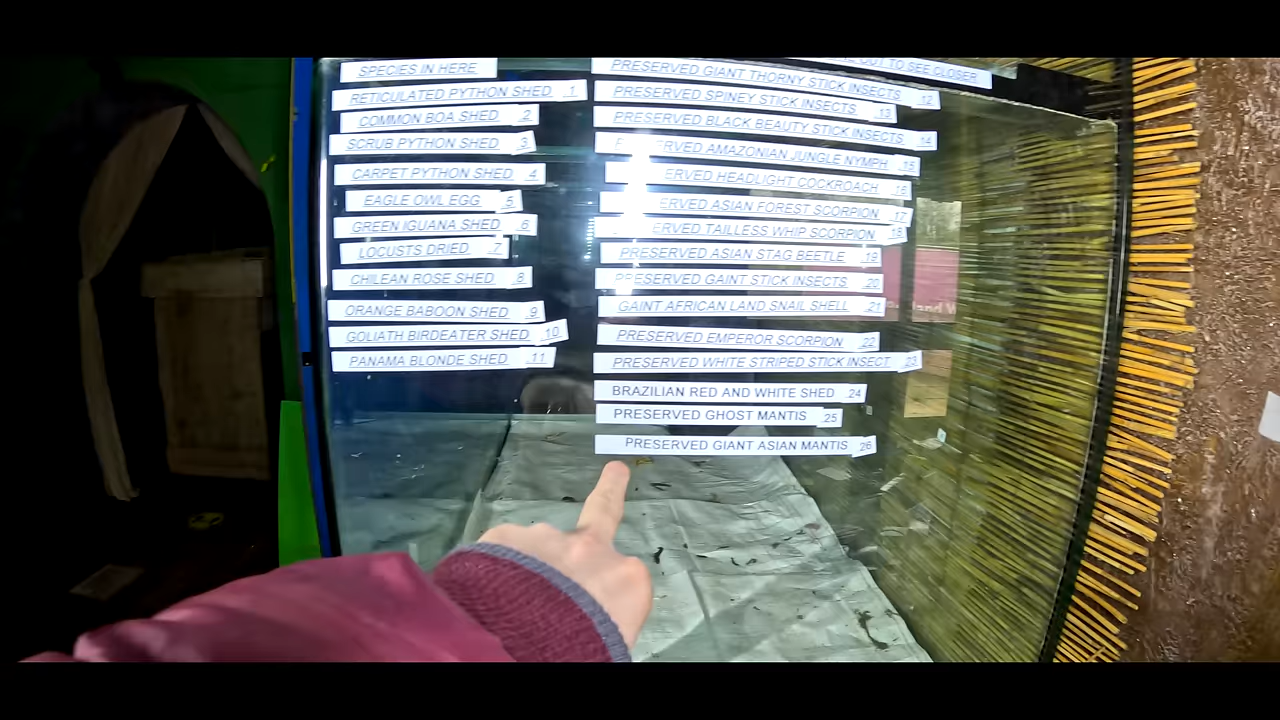 OUT TO SEE CLOSER
SPECIES IN HERE
RETICULATED PYTHON SHED 1
COMMON BOA SHED 2
SCRUB PYTHON SHED 3
CARPET PYTHON SHED 4
EAGLE OWL EGG 5
GREEN IGUANA SHED 6
LOCUSTS DRIED 7
CHILEAN ROSE SHED 8
ORANGE BABOON SHED 9
GOLIATH BIRDEATER SHED 10
PANAMA BLONDE SHED 11
PRESERVED GIANT THORNY STICK INSECTS 12
PRESERVED SPINEY STICK INSECTS 13
PRESERVED BLACK BEAUTY STICK INSECTS 14
P ERVED AMAZONIAN JUNGLE NYMPH 15
ERVED HEADLIGHT COCKROACH 16
ERVED ASIAN FOREST SCORPION 17
ERVED TAILLESS WHIP SCORPION 18
PRESERVED ASIAN STAG BEETLE 19
PRESERVED GAINT STICK INSECTS 20
GAINT AFRICAN LAND SNAIL SHELL 21
PRESERVED EMPEROR SCORPION 22
PRESERVED WHITE STRIPED STICK INSECT 23
BRAZILIAN RED AND WHITE SHED 24
PRESERVED GHOST MANTIS 25
PRESERVED GIANT ASIAN MANTIS 26